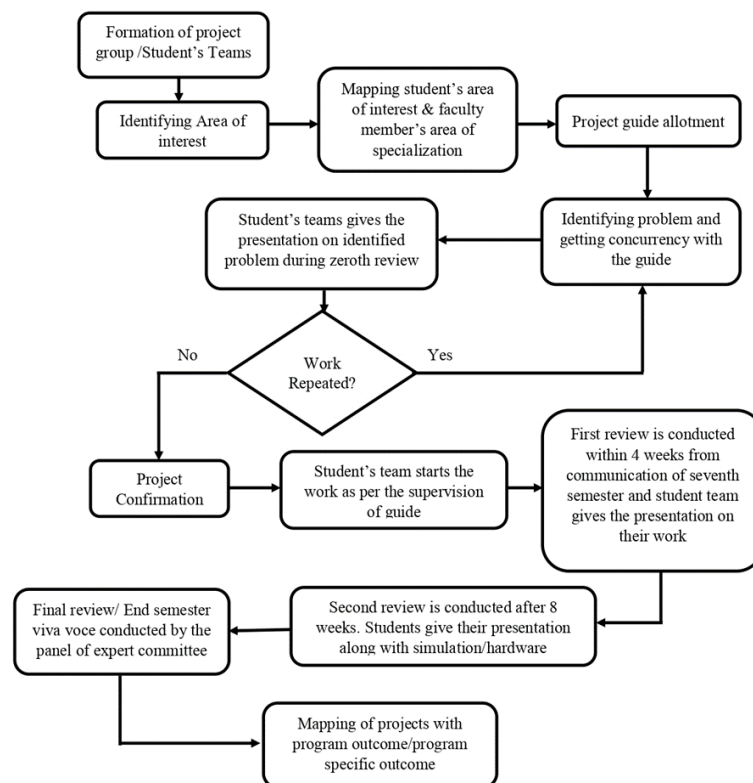 Formation of project
group /Student's Teams
Identifying Area of
interest
Mapping student's area
of interest & faculty
member's area of
specialization
Project guide allotment
Identifying problem and
getting concurrency with
the guide
Student's teams gives the
presentation on identified
problem during zeroth review
No
Work
Repeated?
Yes
Project
Confirmation
Student's team starts the
work as per the supervision
of guide
First review is conducted
within 4 weeks from
communication of seventh
semester and student team
gives the presentation on
their work
Second review is conducted after 8
weeks. Students give their presentation
along with simulation/hardware
Final review/ End semester
viva voce conducted by the
panel of expert committee
Mapping of projects with
program outcome/program
specific outcome